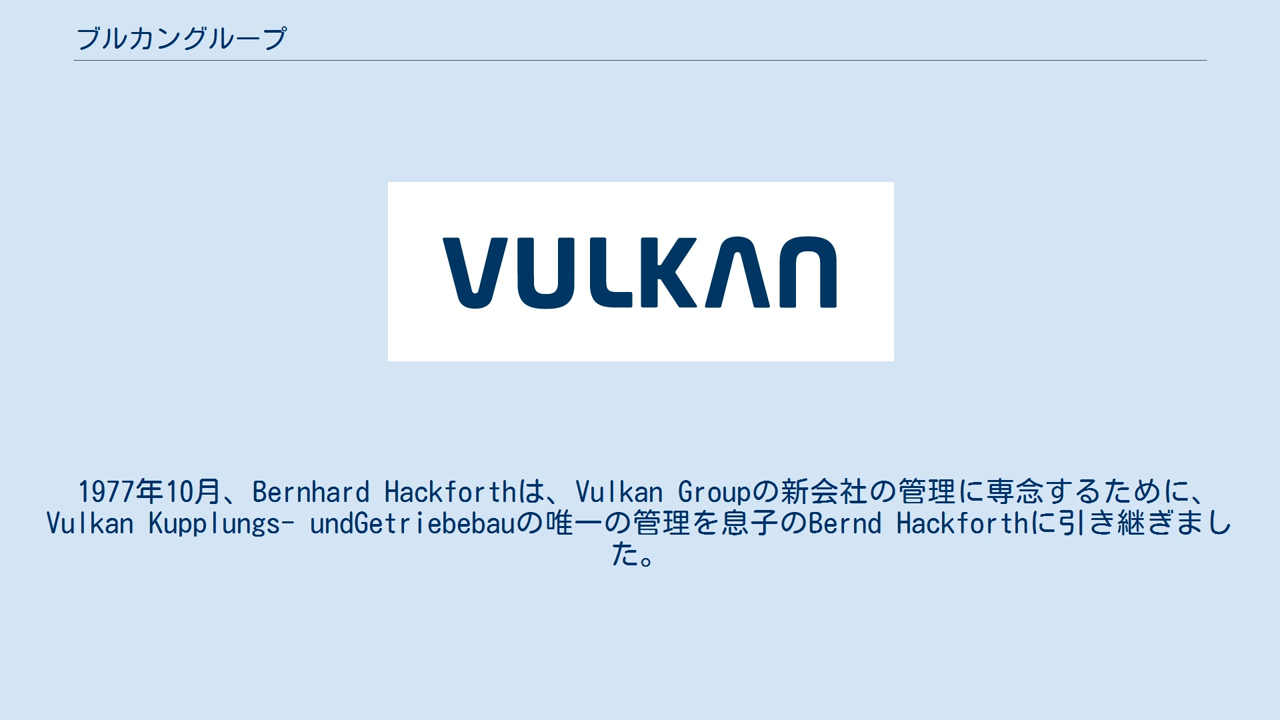 ブルカングループ
VULKAN
1977年10月、Bernhard Hackforthは、Vulkan Groupの新会社の管理に専念するために、
Vulkan Kupplungs- undGetriebebauの唯一の管理を息子のBernd Hackforthに引き継ぎまし
た。